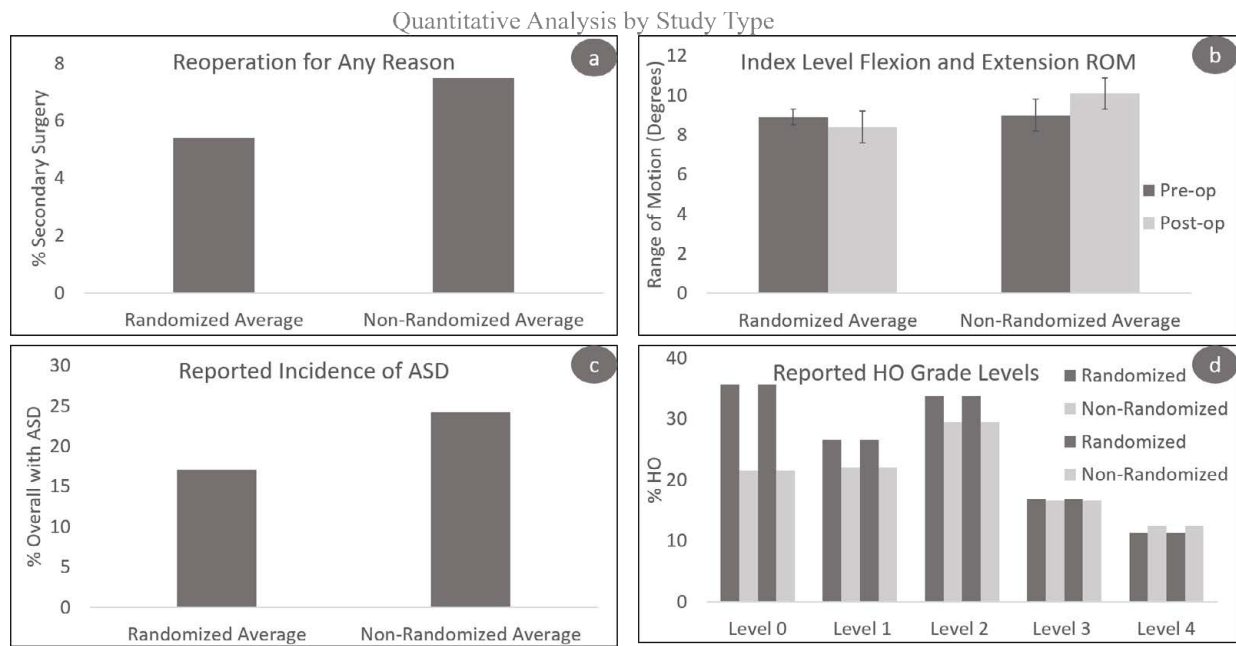 Quantitative Analysis by Study Type
Reoperation for Any Reason
a
% Secondary Surgery
8
6
4
2
0
Randomized Average
Non-Randomized Average
Index Level Flexion and Extension ROM
b
Range of Motion (Degrees)
12
10
8
6
4
2
0
Pre-op
Post-op
Randomized Average
Non-Randomized Average
Reported Incidence of ASD
c
% Overall with ASD
30
25
20
15
10
5
0
Randomized Average
Non-Randomized Average
Reported HO Grade Levels
d
% HO
40
30
20
10
0
Randomized
Non-Randomized
Randomized
Non-Randomized
Level 0
Level 1
Level 2
Level 3
Level 4